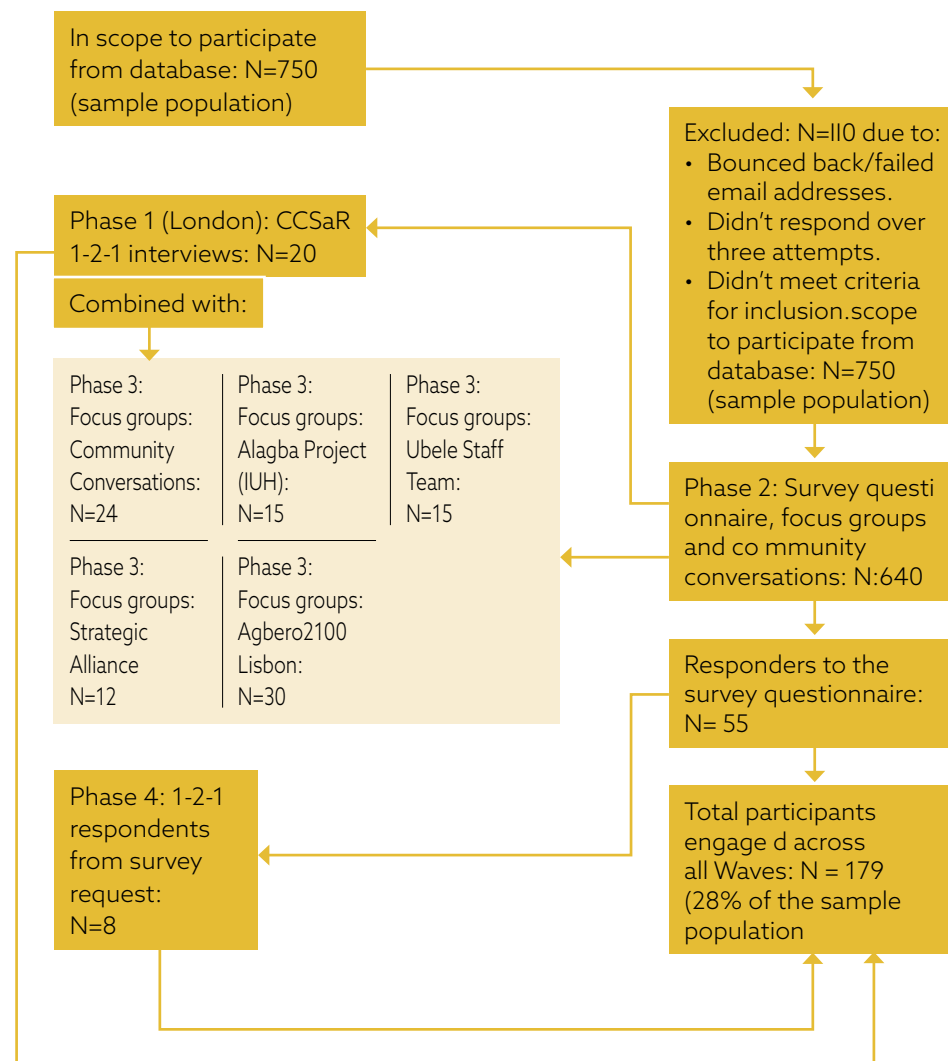 In scope to participate
from database: N=750
(sample population)
Excluded: N=II0 due to:
• Bounced back/failed
email addresses.
• Didn't respond over
three attempts.
• Didn't meet criteria
for inclusion.scope
to participate from
database: N=750
(sample population)
Phase 1 (London): CCSaR
1-2-1 interviews: N=20
Combined with:
Phase 3:
Focus groups:
Community
Conversations:
N=24
Phase 3:
Focus groups:
Alagba Project
(IUH):
N=15
Phase 3:
Focus groups:
Ubele Staff
Team:
N=15
Phase 3:
Focus groups:
Strategic
Alliance
N=12
Phase 3:
Focus groups:
Agbero2100
Lisbon:
N=30
Phase 2: Survey questi
onnaire, focus groups
and co mmunity
conversations: N:640
Responders to the
survey questionnaire:
N= 55
Phase 4: 1-2-1
respondents
from survey
request:
N=8
Total participants
engage d across
all Waves: N = 179
(28% of the sample
population